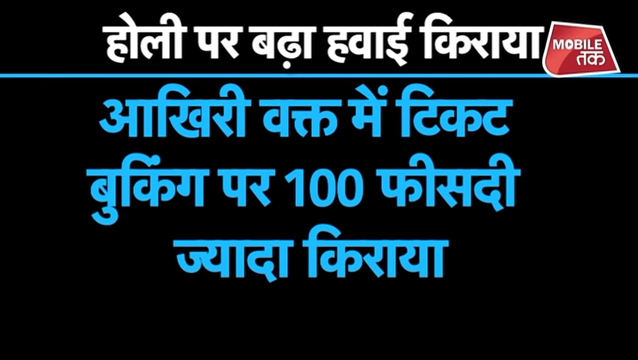 होली पर बढ़ा हवाई किराया
MOBILE
तक
आखिरी वक्त में टिकट
बुकिंग पर 100 फीसदी
ज्यादा किराया